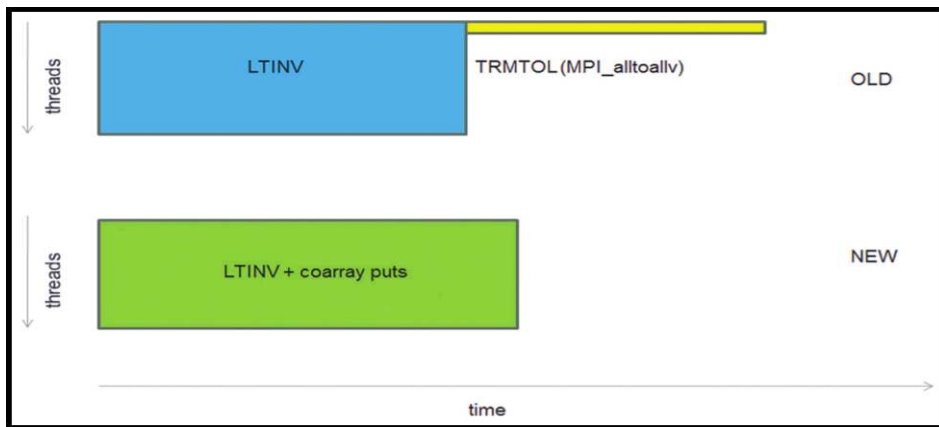 threads
LTINV
TRMTOL(MPI_alltoallv)
OLD
threads
LTINV + coarray puts
NEW
time